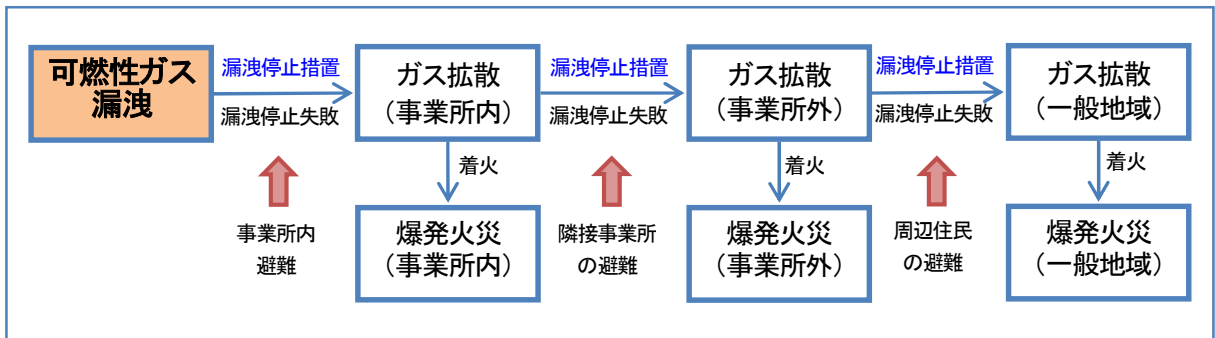 可燃性ガス
漏洩
漏洩停止措置
漏洩停止失敗
ガス拡散
（事業所内）
漏洩停止措置
漏洩停止失敗
ガス拡散
（事業所外）
漏洩停止措置
漏洩停止失敗
ガス拡散
（一般地域）
着火
着火
着火
事業所内
避難
爆発火災
（事業所内）
隣接事業所
の避難
爆発火災
（事業所外）
周辺住民
の避難
爆発火災
（一般地域）